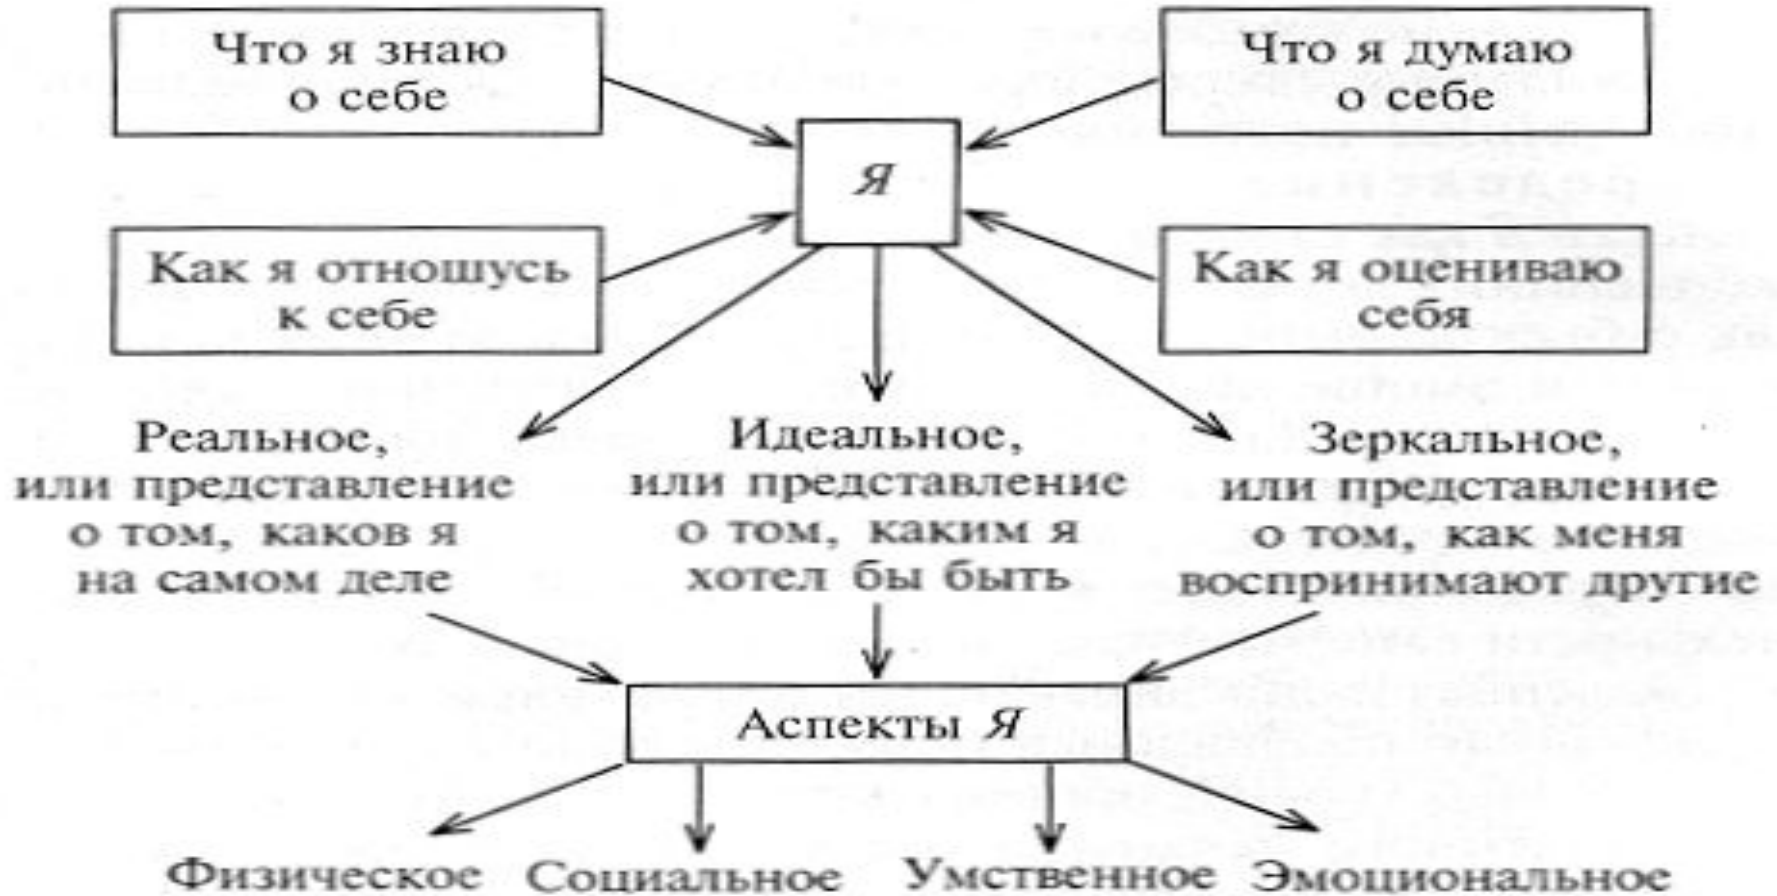 Что я знаю
о себе
Что я думаю
о себе
Я
Как я отношусь
к себе
Как я оцениваю
себя
Реальное,
или представление
о том, каков я
на самом деле
Идеальное,
или представление
о том, каким я
хотел бы быть
Зеркальное,
или представление
о том, как меня
воспринимают другие
Аспекты Я
Физическое
Социальное
Умственное
Эмоциональное